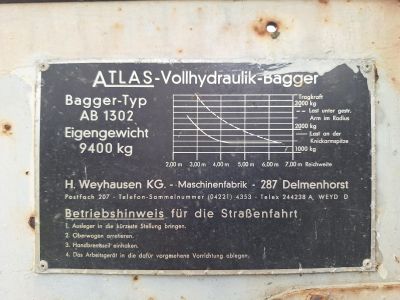 ATLAS-Vollhydraulik-Bagger
Bagger-Typ
AB 1302
Eigengewicht
9400 kg
Tragkraft
3000 kg
Last unter gestr.
Arm im Radius
2000 kg
Last an der
Knickarmspitze
1000 kg
2,00 m 3,00 m 4,00 m 5,00 m 6,00 m 7,00 m Reichweite
H. Weyhausen KG. - Maschinenfabrik - 287 Delmenhorst
Postfach 207 - Telefon-Sammelnummer (04221) 4353 - Telex 244238 A, WEYD D
Betriebshinweis für die Straßenfahrt
1. Ausleger in die kürzeste Stellung bringen.
2. Oberwagen arretieren.
3. Handbremtseil einhaken.
4. Das Arbeitsgerät in die dafür vorgesehene Vorrichtung ablegen.